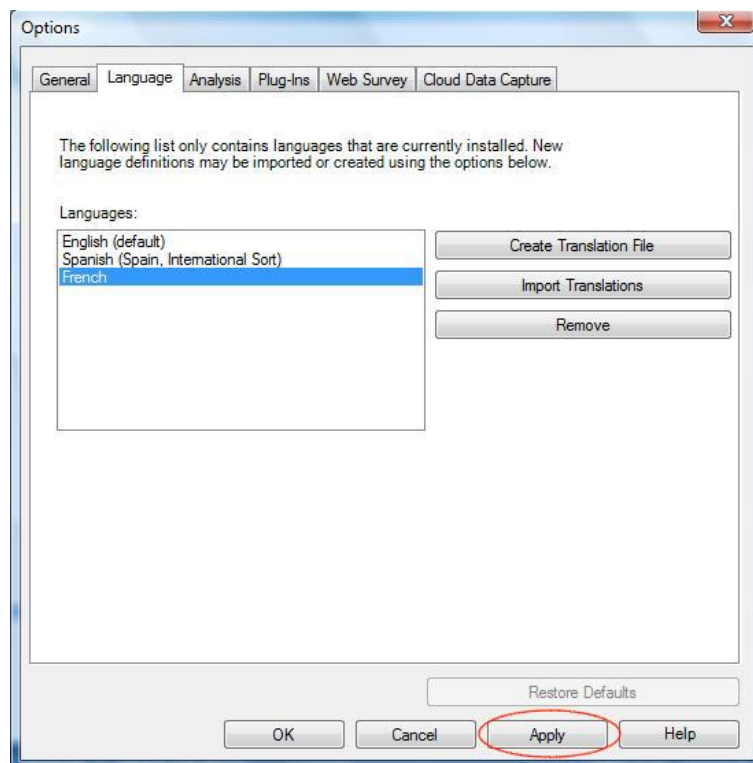 Options
General Language Analysis Plug-Ins Web Survey Cloud Data Capture
The following list only contains languages that are currently installed. New
language definitions may be imported or created using the options below.
Languages:
English (default)
Spanish (Spain, International Sort)
French
Create Translation File
Import Translations
Remove
Restore Defaults
OK Cancel Apply Help